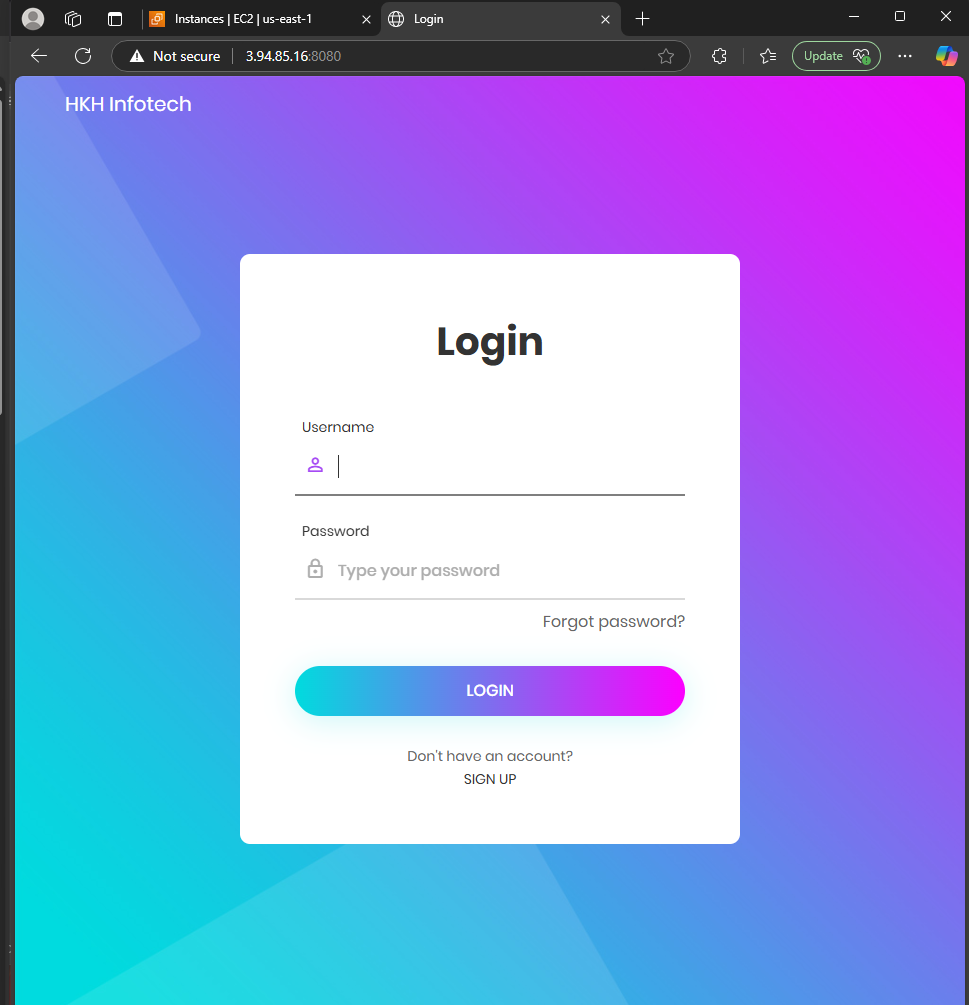 Instances | EC2 | us-east-1
Login
Not secure
3.94.85.16:8080
Update
HKH Infotech
Login
Username
Password
Type your password
Forgot password?
LOGIN
Don't have an account?
SIGN UP